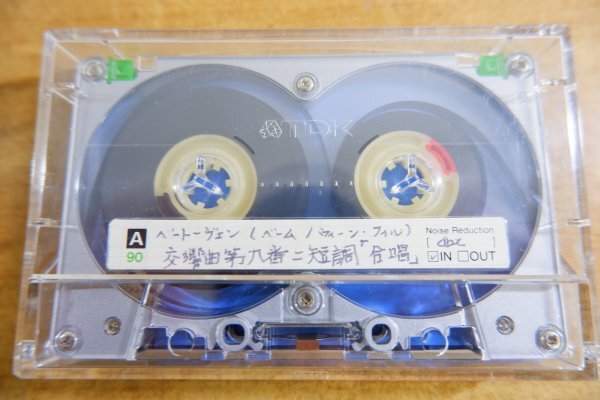 TDK
A
90
ベートーヴェン (ベーム / ウィーン・フィル)
交響曲第九番ニ短調「合唱」
Noise Reduction
[ dbx ]
☑IN ☐OUT